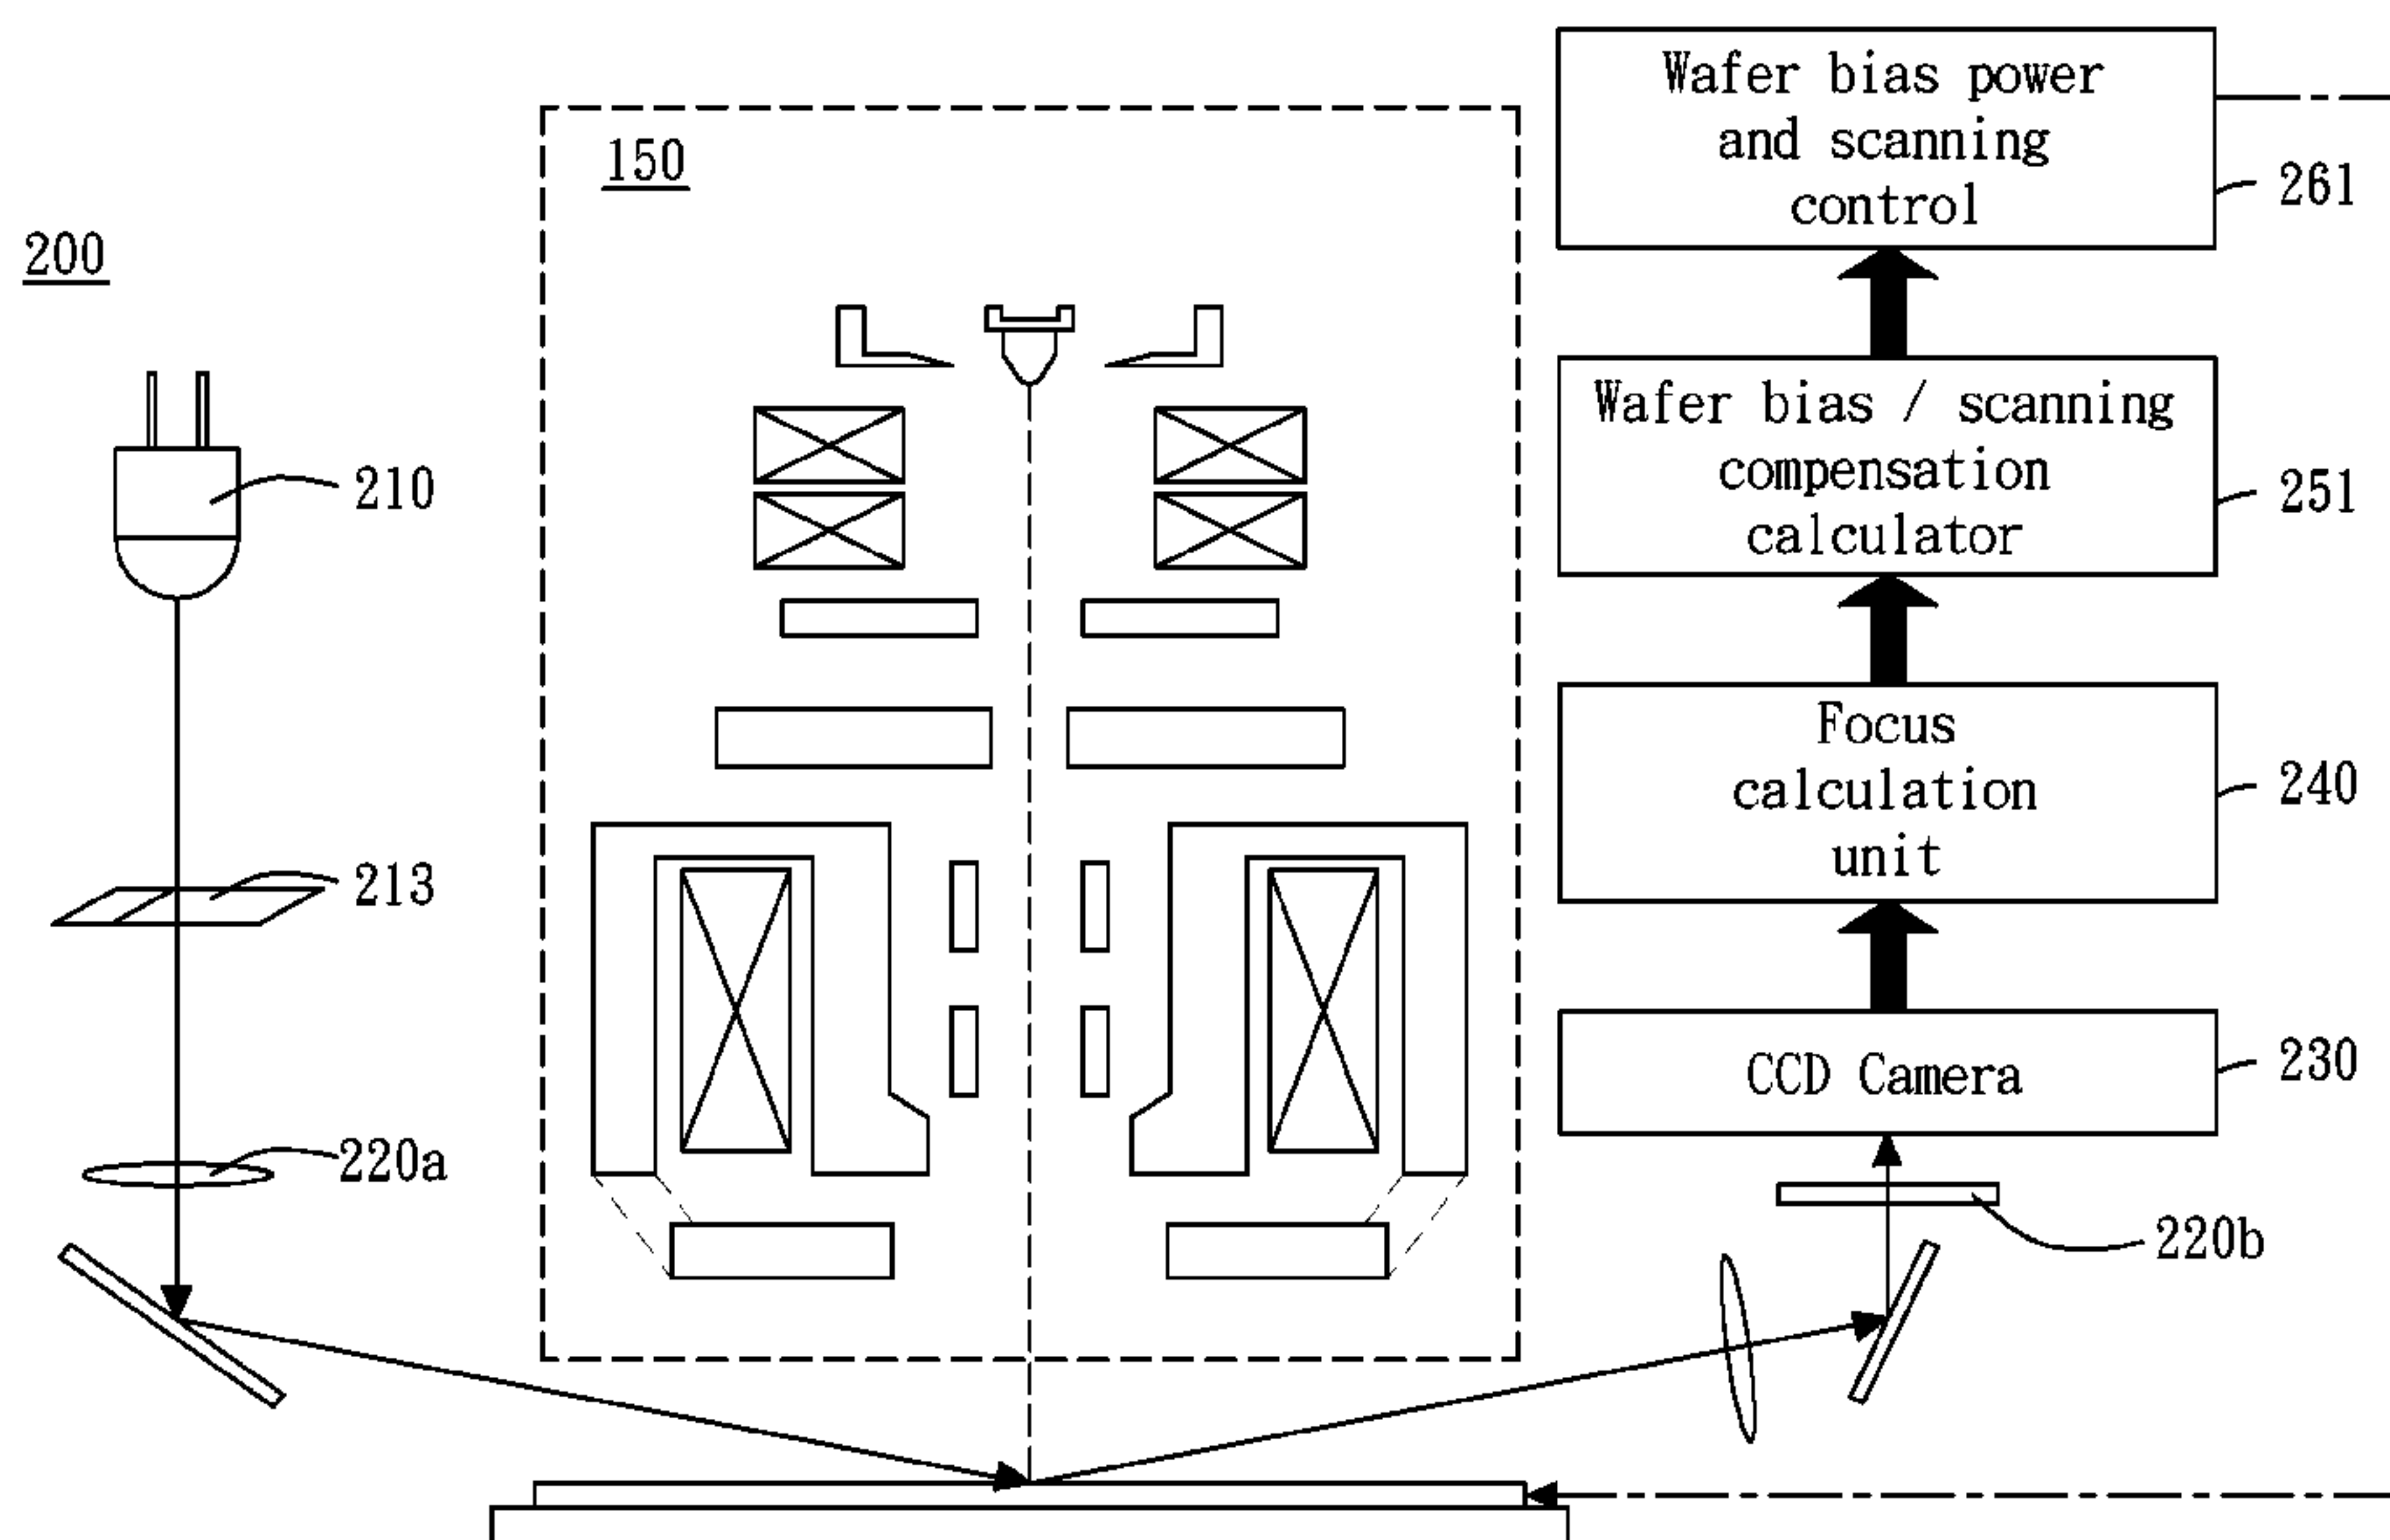 200
150
210
213
220a
Wafer bias power
and scanning
control
261
Wafer bias / scanning
compensation
calculator
251
Focus
calculation
unit
240
CCD Camera
230
220b